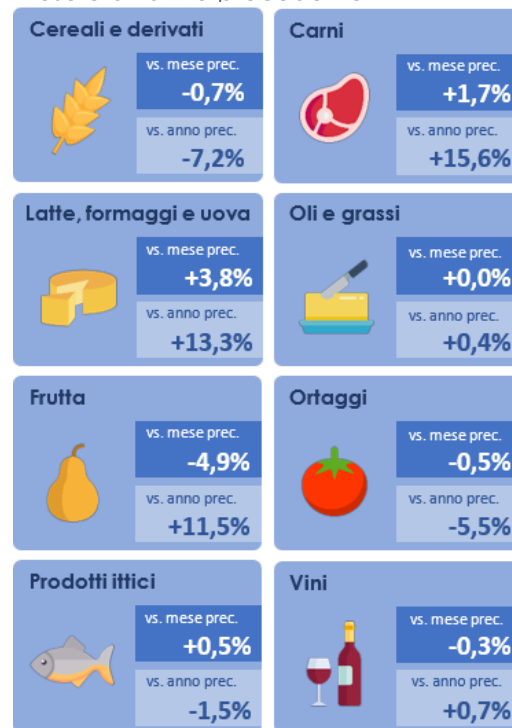 Cereali e derivati
vs. mese prec.
-0,7%
vs. anno prec.
-7,2%
Carni
vs. mese prec.
+1,7%
vs. anno prec.
+15,6%
Latte, formaggi e uova
vs. mese prec.
+3,8%
vs. anno prec.
+13,3%
Oli e grassi
vs. mese prec.
+0,0%
vs. anno prec.
+0,4%
Frutta
vs. mese prec.
-4,9%
vs. anno prec.
+11,5%
Ortaggi
vs. mese prec.
-0,5%
vs. anno prec.
-5,5%
Prodotti ittici
vs. mese prec.
+0,5%
vs. anno prec.
-1,5%
Vini
vs. mese prec.
-0,3%
vs. anno prec.
+0,7%